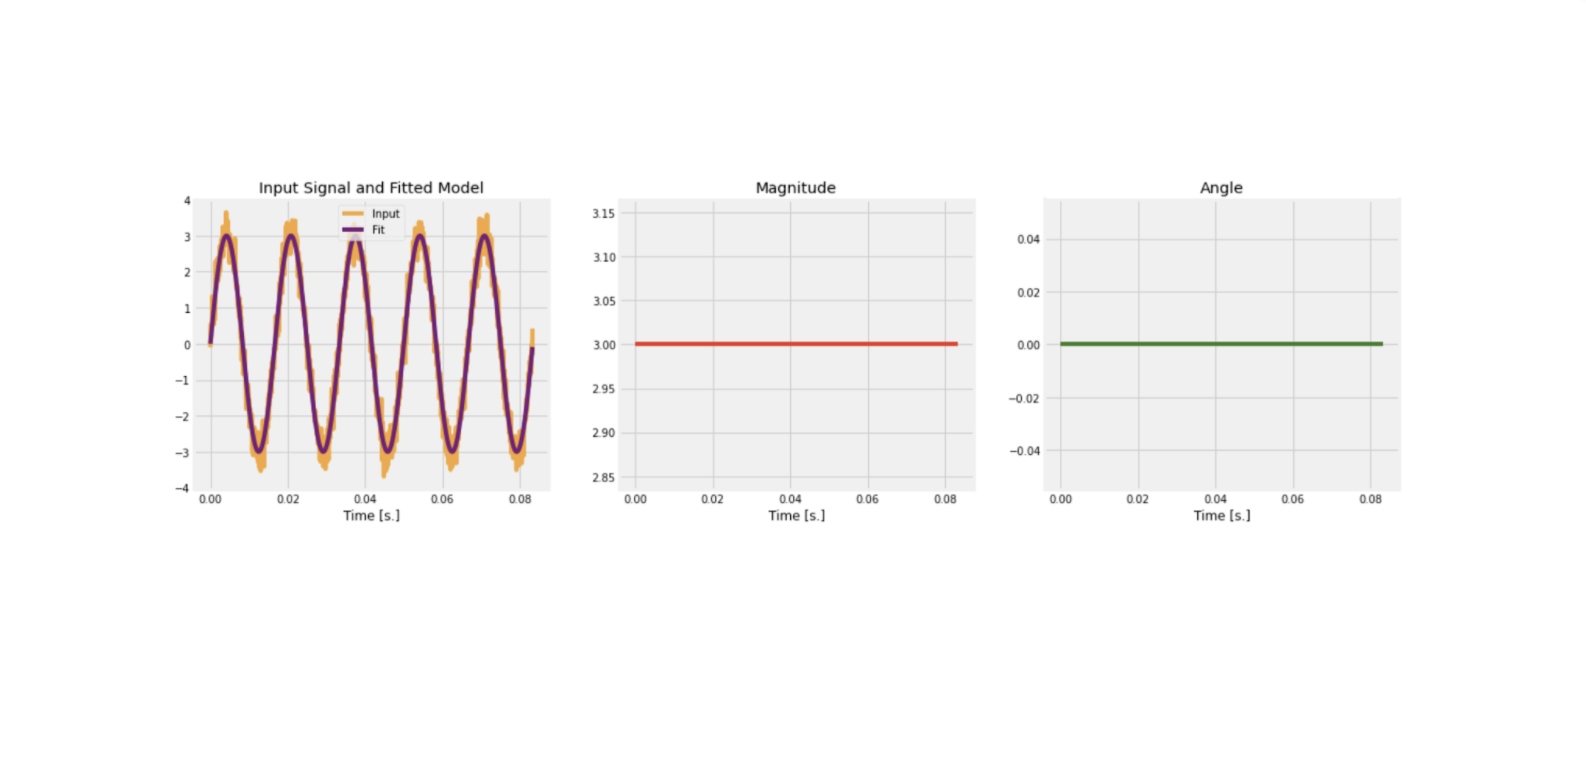 Input Signal and Fitted Model
4
3
2
1
0
−1
−2
−3
−4
Input
Fit
0.00 0.02 0.04 0.06 0.08
Time [s.]
Magnitude
3.15
3.10
3.05
3.00
2.95
2.90
2.85
0.00 0.02 0.04 0.06 0.08
Time [s.]
Angle
0.04
0.02
0.00
−0.02
−0.04
0.00 0.02 0.04 0.06 0.08
Time [s.]